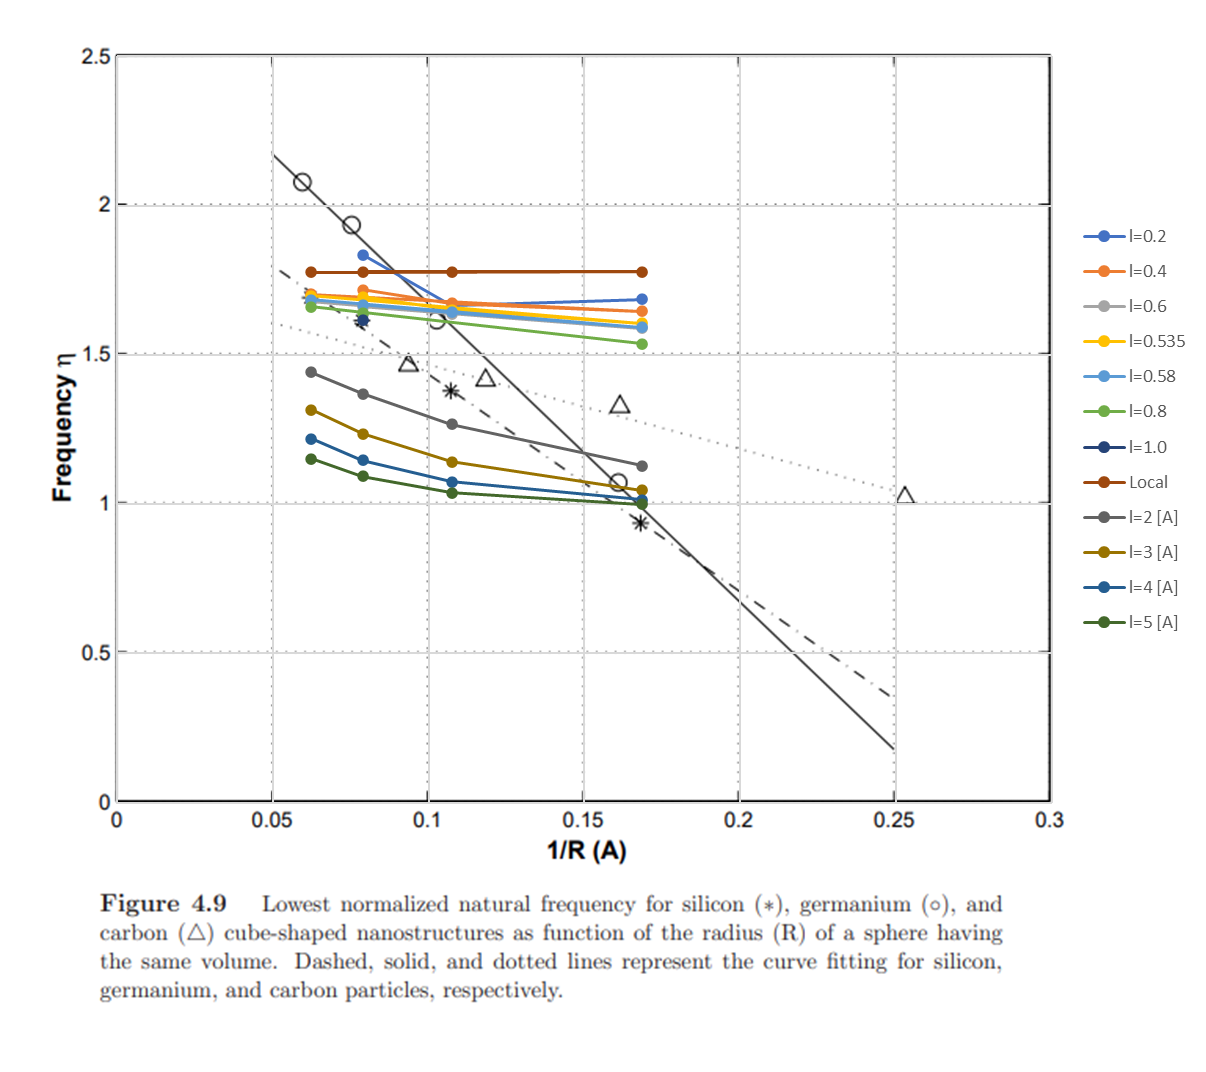 2.5
2
1.5
1
0.5
0
Frequency η
0
0.05
0.1
0.15
0.2
0.25
0.3
1/R (A)
l=0.2
l=0.4
l=0.6
l=0.535
l=0.58
l=0.8
l=1.0
Local
l=2 [A]
l=3 [A]
l=4 [A]
l=5 [A]
Figure 4.9 Lowest normalized natural frequency for silicon (∗), germanium (○), and
carbon (△) cube-shaped nanostructures as function of the radius (R) of a sphere having
the same volume. Dashed, solid, and dotted lines represent the curve fitting for silicon,
germanium, and carbon particles, respectively.